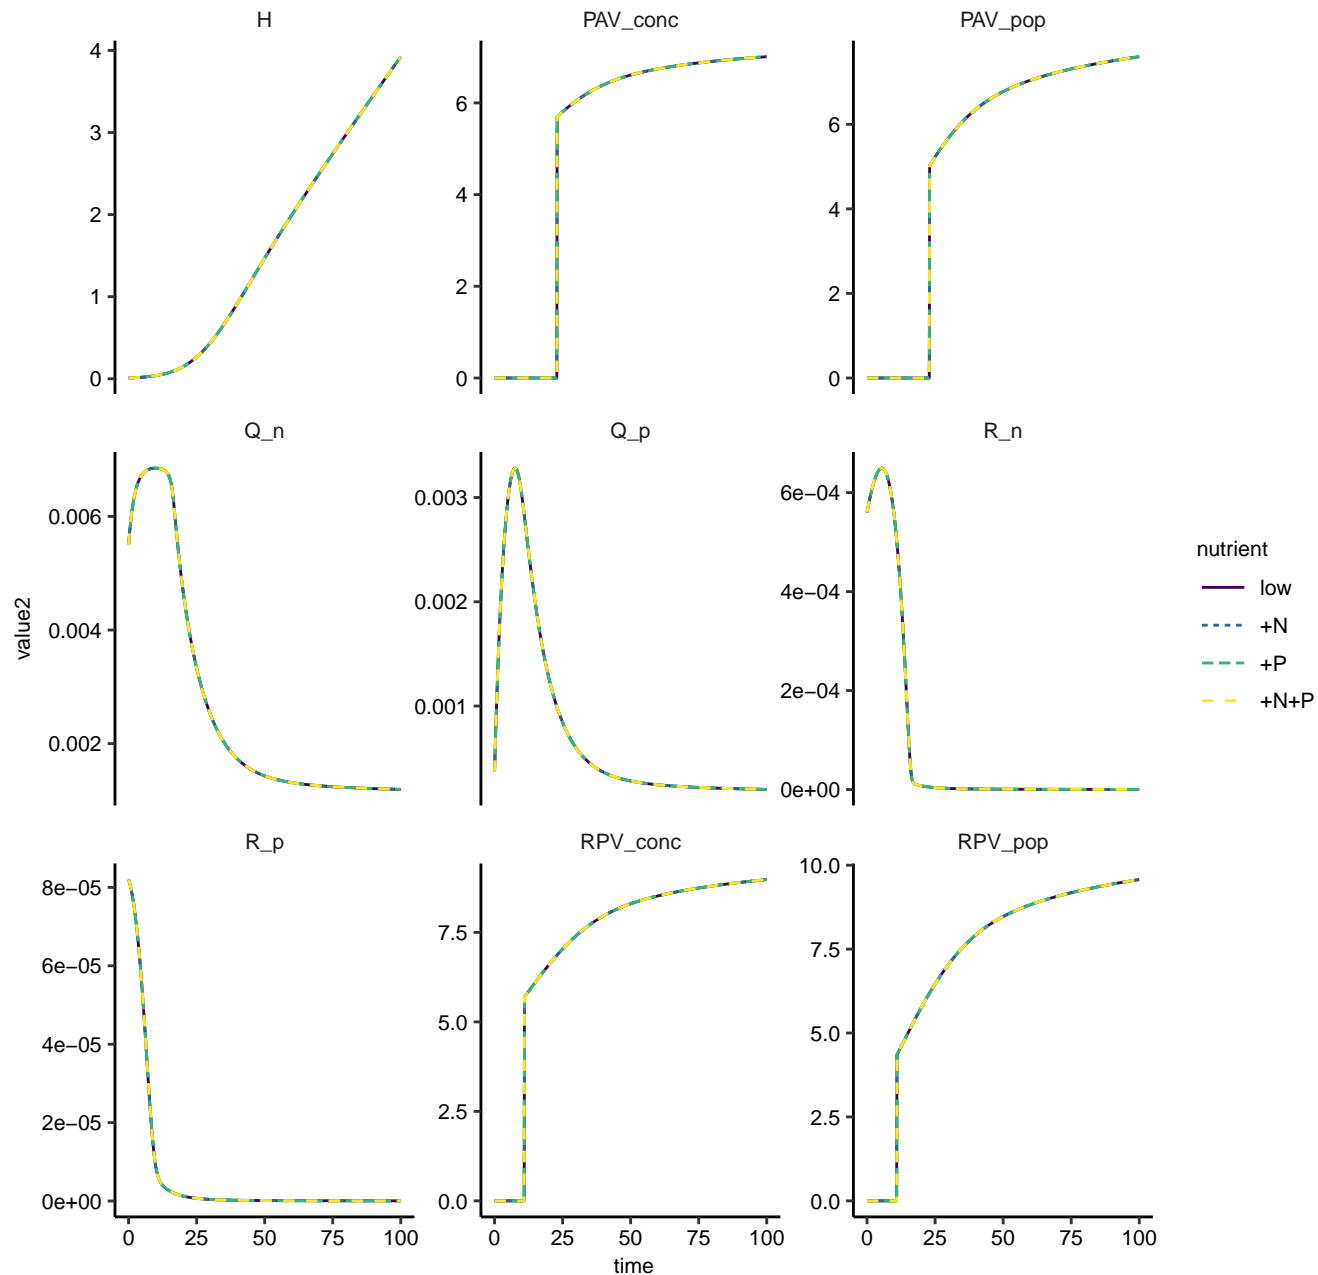 H
PAV_conc
PAV_pop
4
3
2
1
0
6
4
2
0
6
4
2
0
Q_n
Q_p
R_n
0.006
0.004
0.002
0.003
0.002
0.001
6e−04
4e−04
2e−04
0e+00
R_p
RPV_conc
RPV_pop
8e−05
6e−05
4e−05
2e−05
0e+00
7.5
5.0
2.5
0.0
10.0
7.5
5.0
2.5
0.0
0 25 50 75 100
0 25 50 75 100
0 25 50 75 100
time
value2
nutrient
low
+N
+P
+N+P